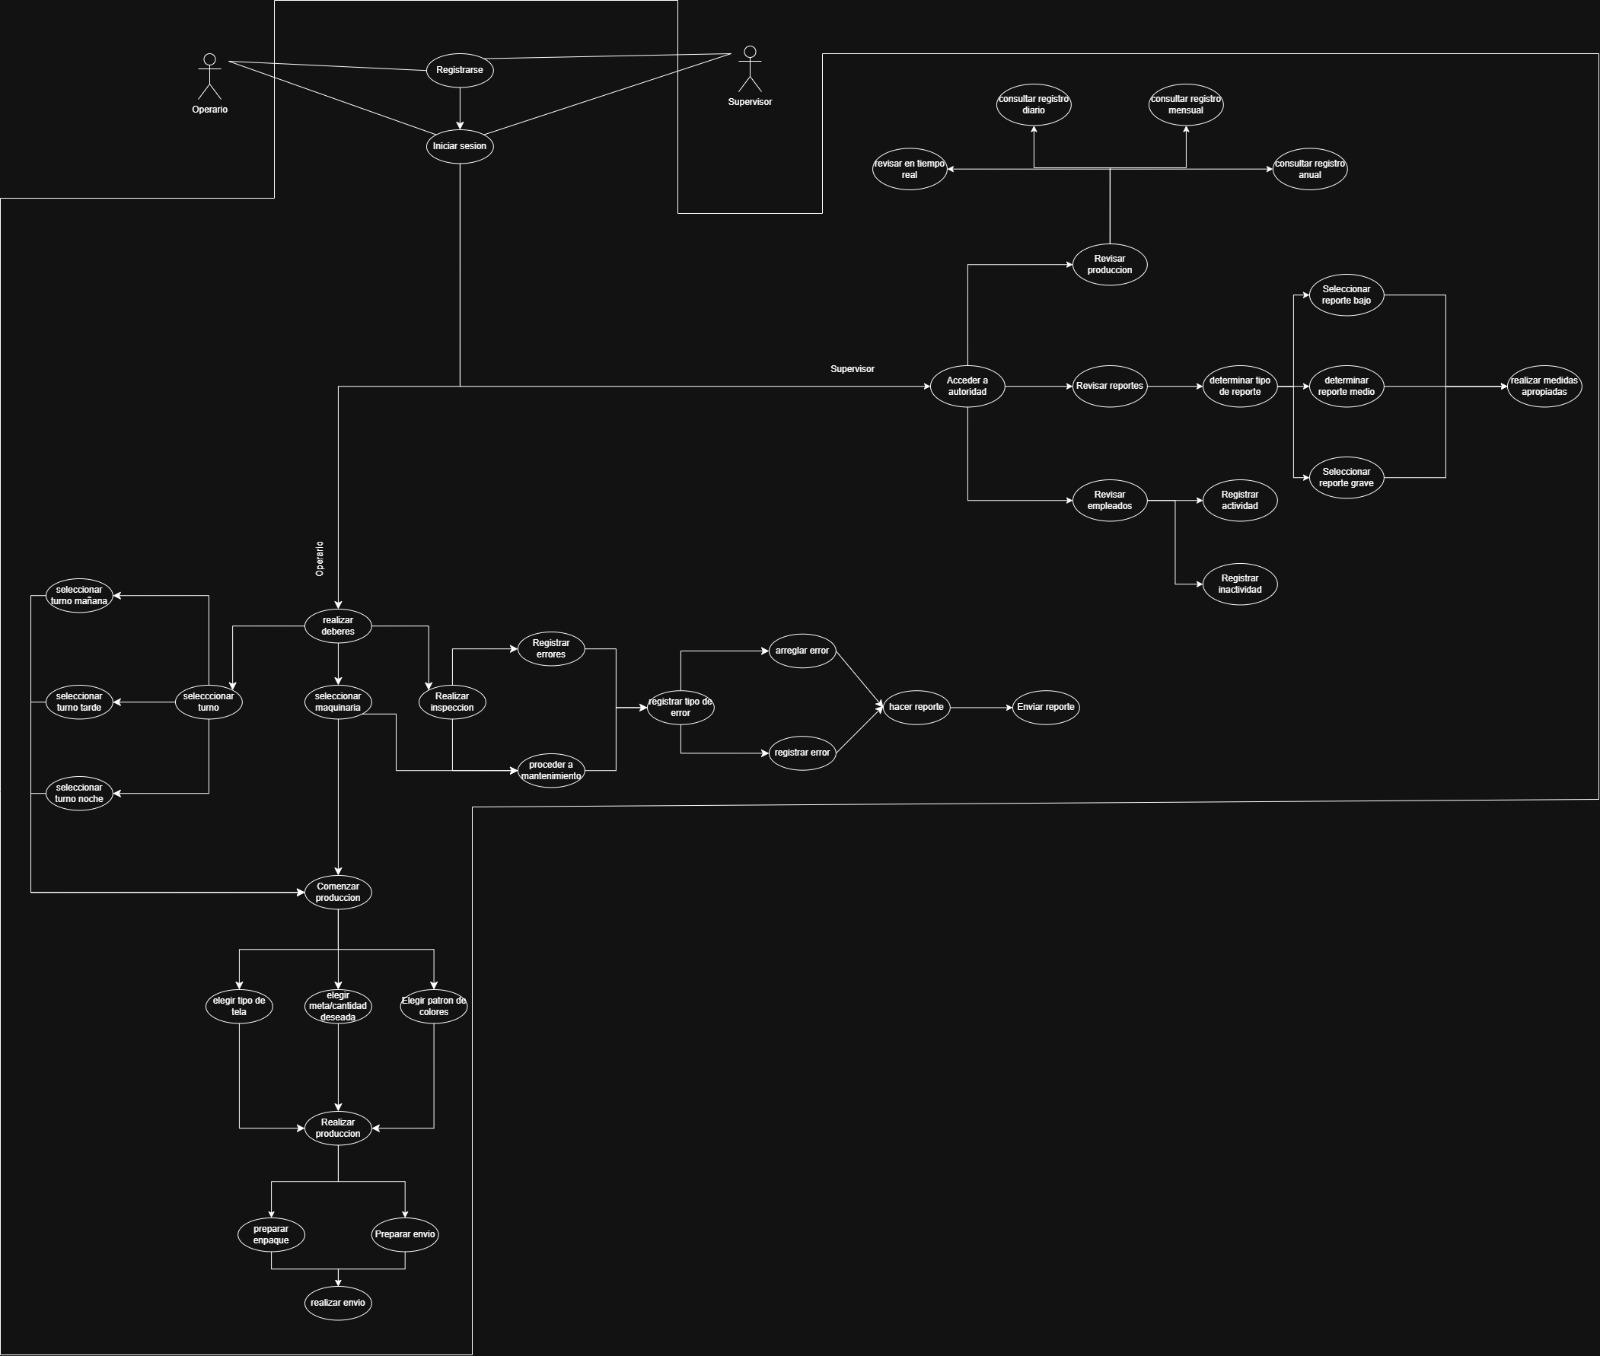 Registrarse
Operario
Supervisor
Iniciar sesion
consultar registro
diario
consultar registro
mensual
revisar en tiempo
real
consultar registro
anual
Revisar
produccion
Seleccionar
reporte bajo
Supervisor
Acceder a
autoridad
Revisar reportes
determinar tipo
de reporte
determinar
reporte medio
realizar medidas
apropiadas
Seleccionar
reporte grave
Revisar
empleados
Registrar
actividad
Registrar
inactividad
Operario
seleccionar
turno mañana
realizar
deberes
Registrar
errores
arreglar error
selecccionar
turno
seleccionar
turno tarde
seleccionar
maquinaria
Realizar
inspeccion
registrar tipo de
error
hacer reporte
Enviar reporte
registrar error
proceder a
mantenimiento
seleccionar
turno noche
Comenzar
produccion
elegir tipo de
tela
elegir
meta/cantidad
deseada
Elegir patron de
colores
Realizar
produccion
preparar
enpaque
Preparar envio
realizar envio